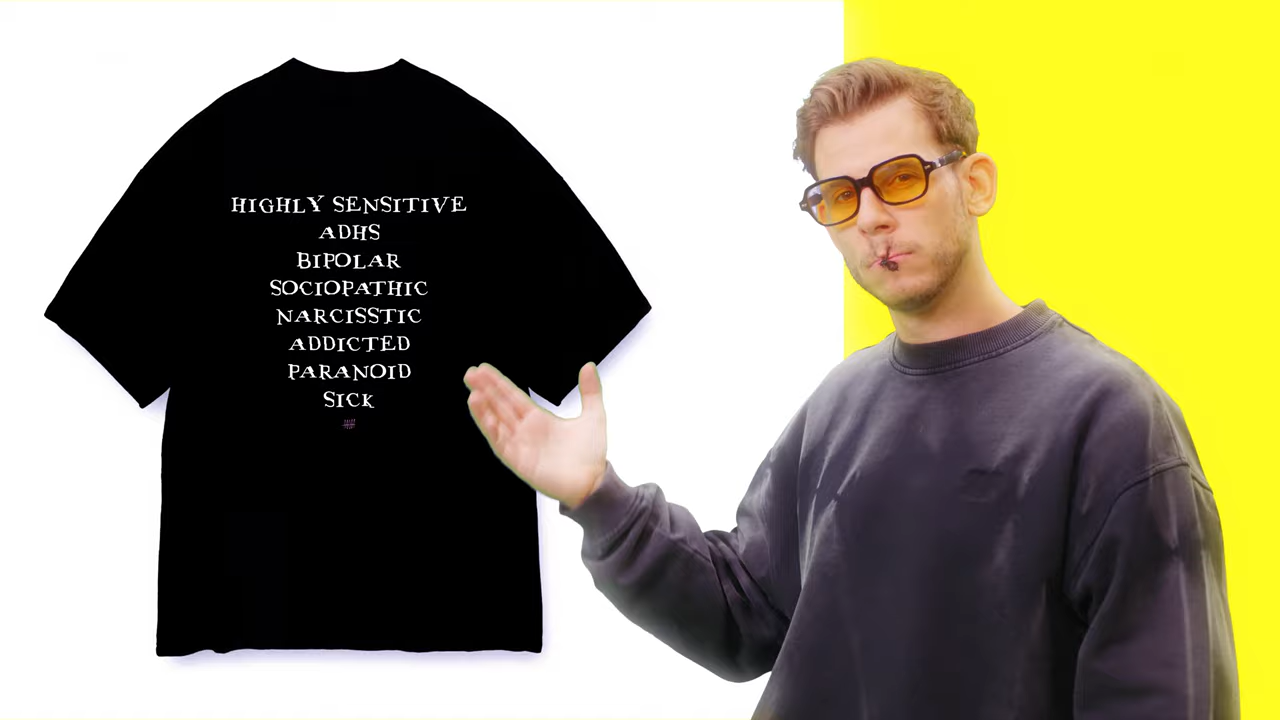 HIGHLY SENSITIVE
ADHS
BIPOLAR
SOCIOPATHIC
NARCISSTIC
ADDICTED
PARANOID
SICK